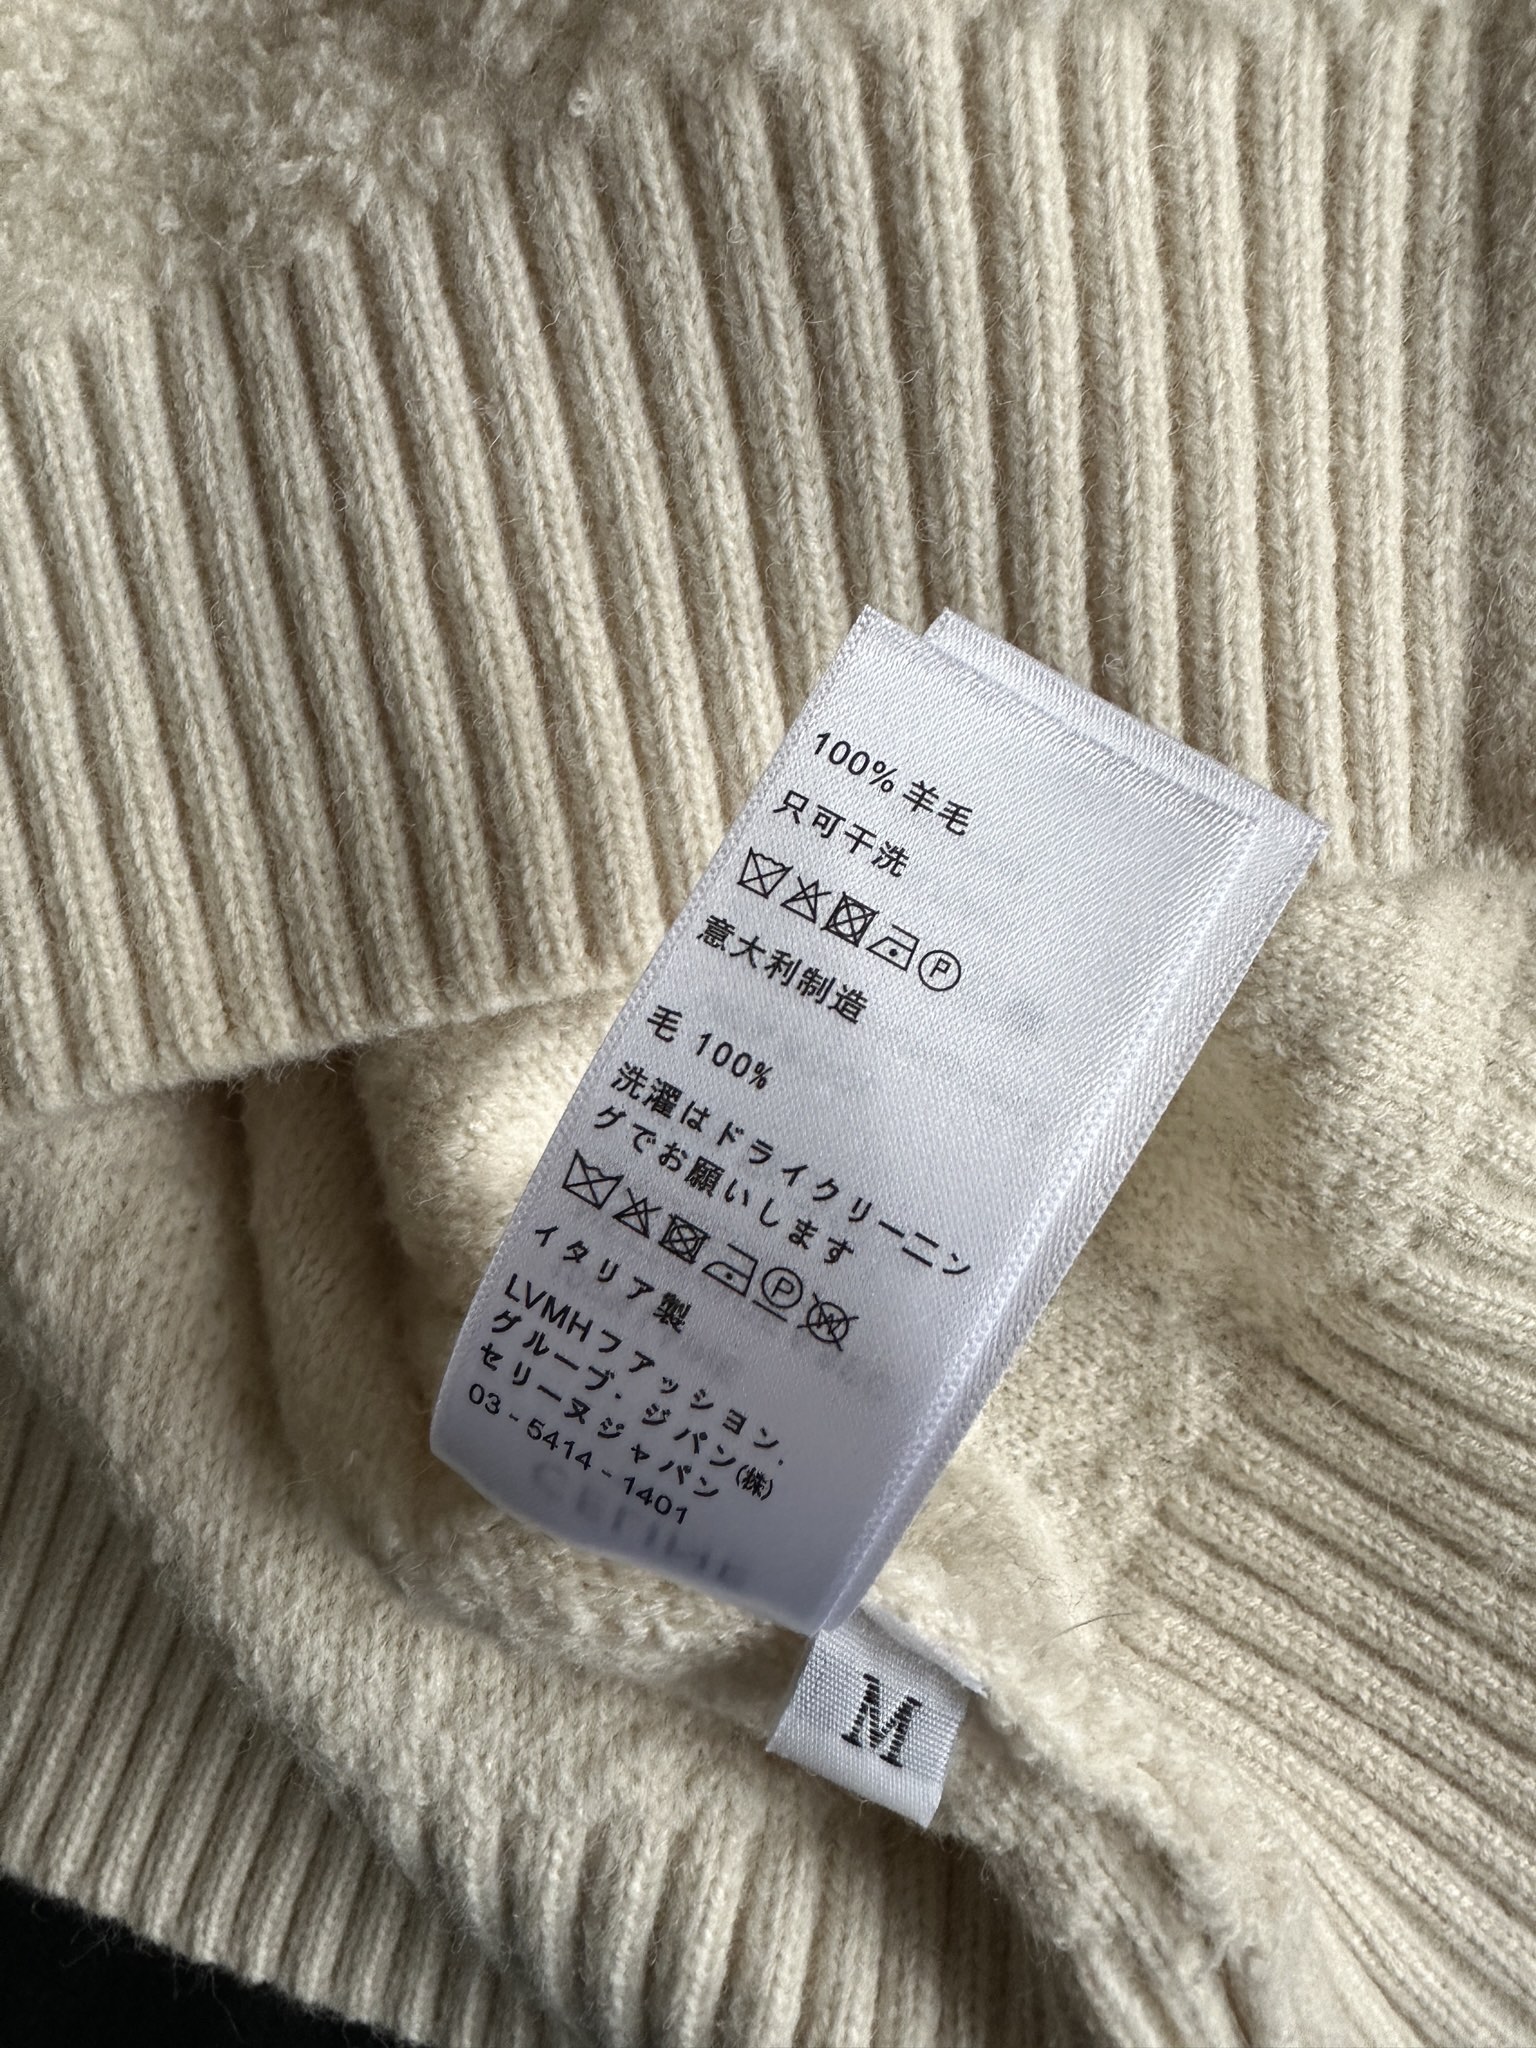 100% 羊毛
只可干洗
P
意大利制造
毛 100%
洗濯はドライクリーニン
グでお願いします
P W
イタリア製
LVMHファッション.
グループ. ジパン(株)
セリーヌジャパン
03-5414-1401
M